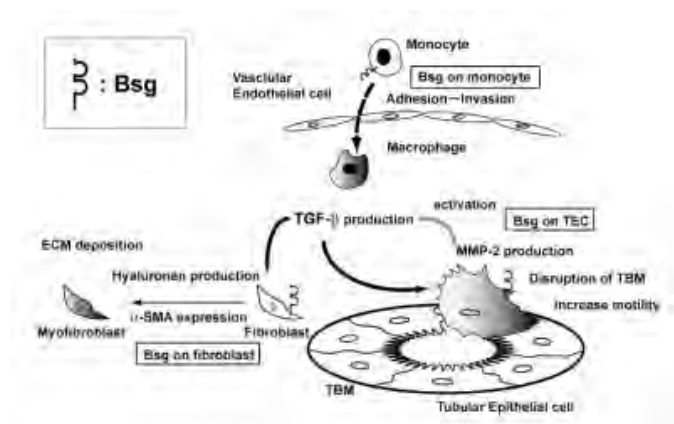 : Bsg
Monocyte
Bsg on monocyte
Vasclular
Endothelial cell
Adhesion—Invasion
Macrophage
TGF-β production
activation
Bsg on TEC
ECM deposition
MMP-2 production
Hyaluronen production
Disruption of TBM
Increase motility
α-SMA expression
Myofibroblast
Fibroblast
Bsg on fibroblast
TBM
Tubular Epithelial cell